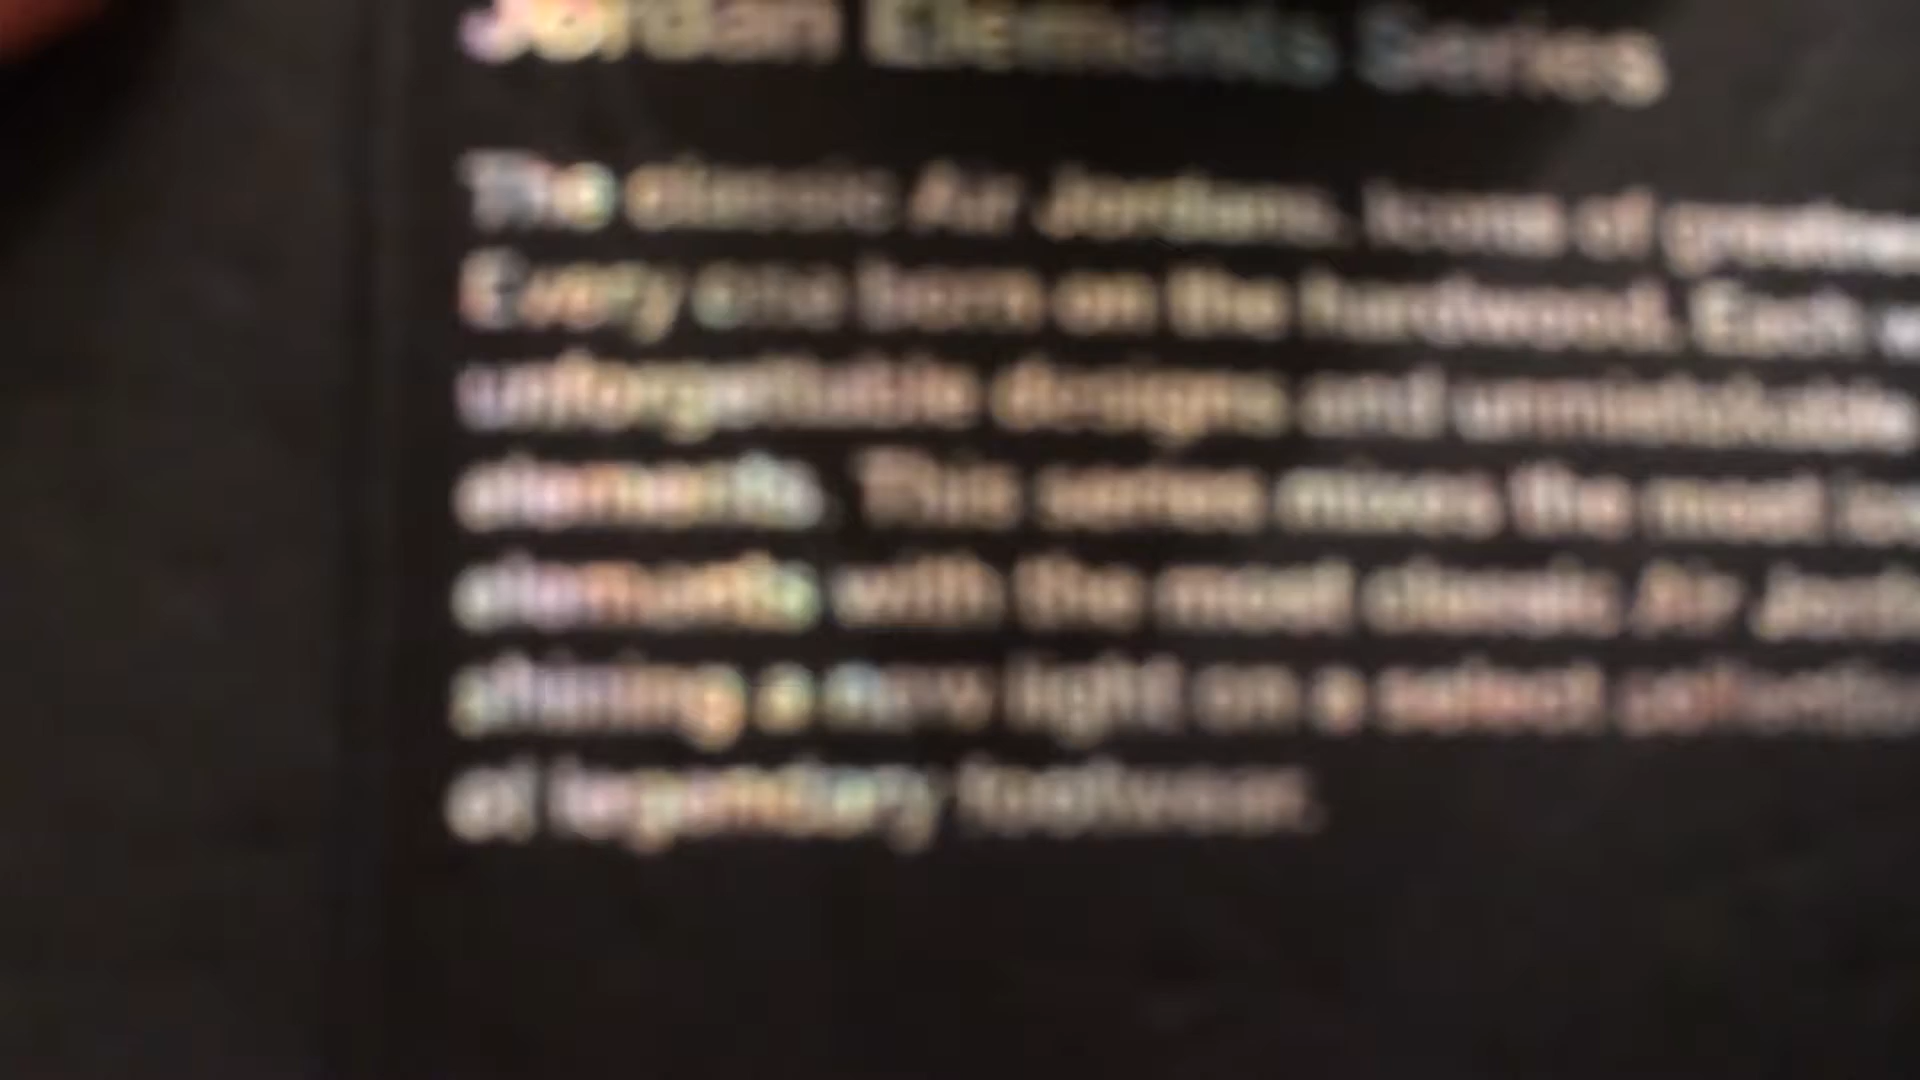 Jordan Elements Series
The classic Air Jordans. Icons of
Every one born on the hardwood. Each
unforgettable designs and unmistakable
elements. This series mixes the most
elements with the most classic Air
shining a new light on a select
of legendary footwear.